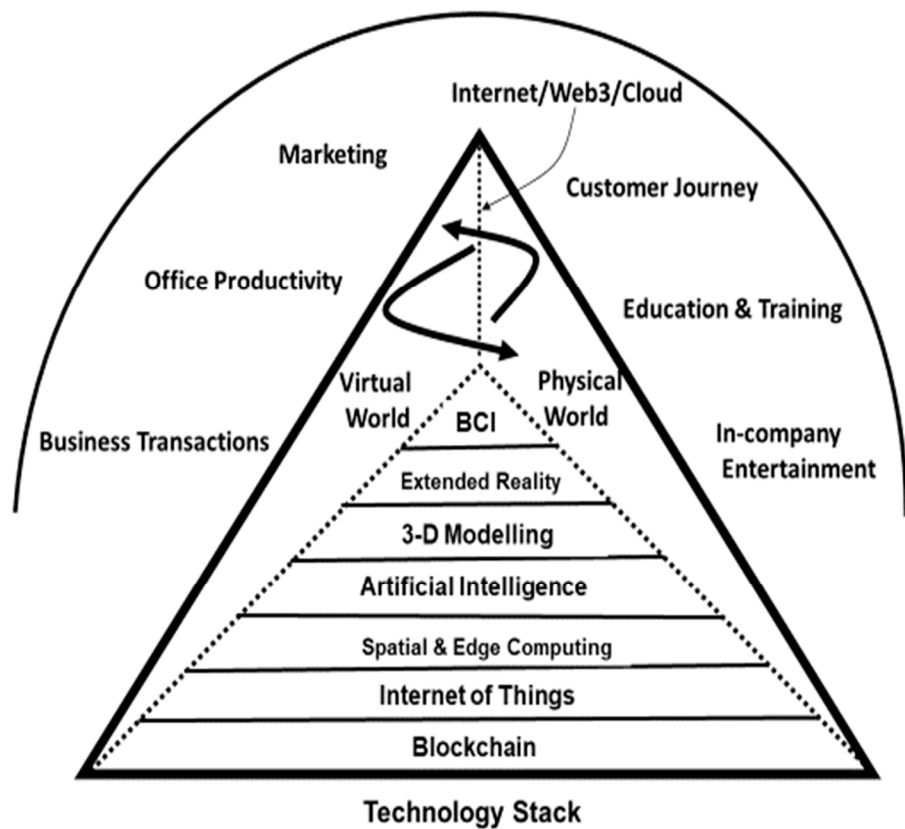 Internet/Web3/Cloud
Marketing
Customer Journey
Office Productivity
Education & Training
Virtual
World
Physical
World
BCI
Business Transactions
In-company
Entertainment
Extended Reality
3-D Modelling
Artificial Intelligence
Spatial & Edge Computing
Internet of Things
Blockchain
Technology Stack